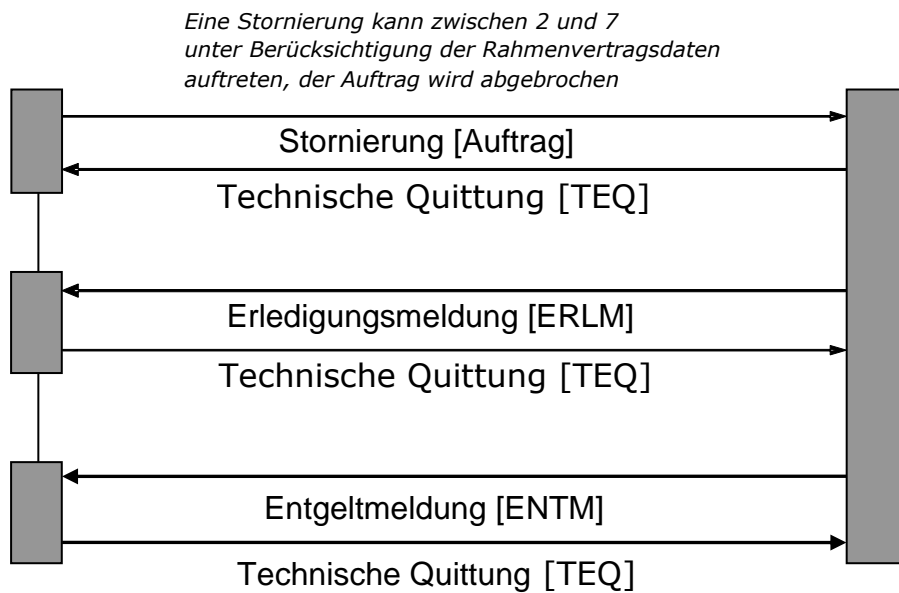 Eine Stornierung kann zwischen 2 und 7
unter Berücksichtigung der Rahmenvertragsdaten
auftreten, der Auftrag wird abgebrochen
Stornierung [Auftrag]
Technische Quittung [TEQ]
Erledigungsmeldung [ERLM]
Technische Quittung [TEQ]
Entgeltmeldung [ENTM]
Technische Quittung [TEQ]